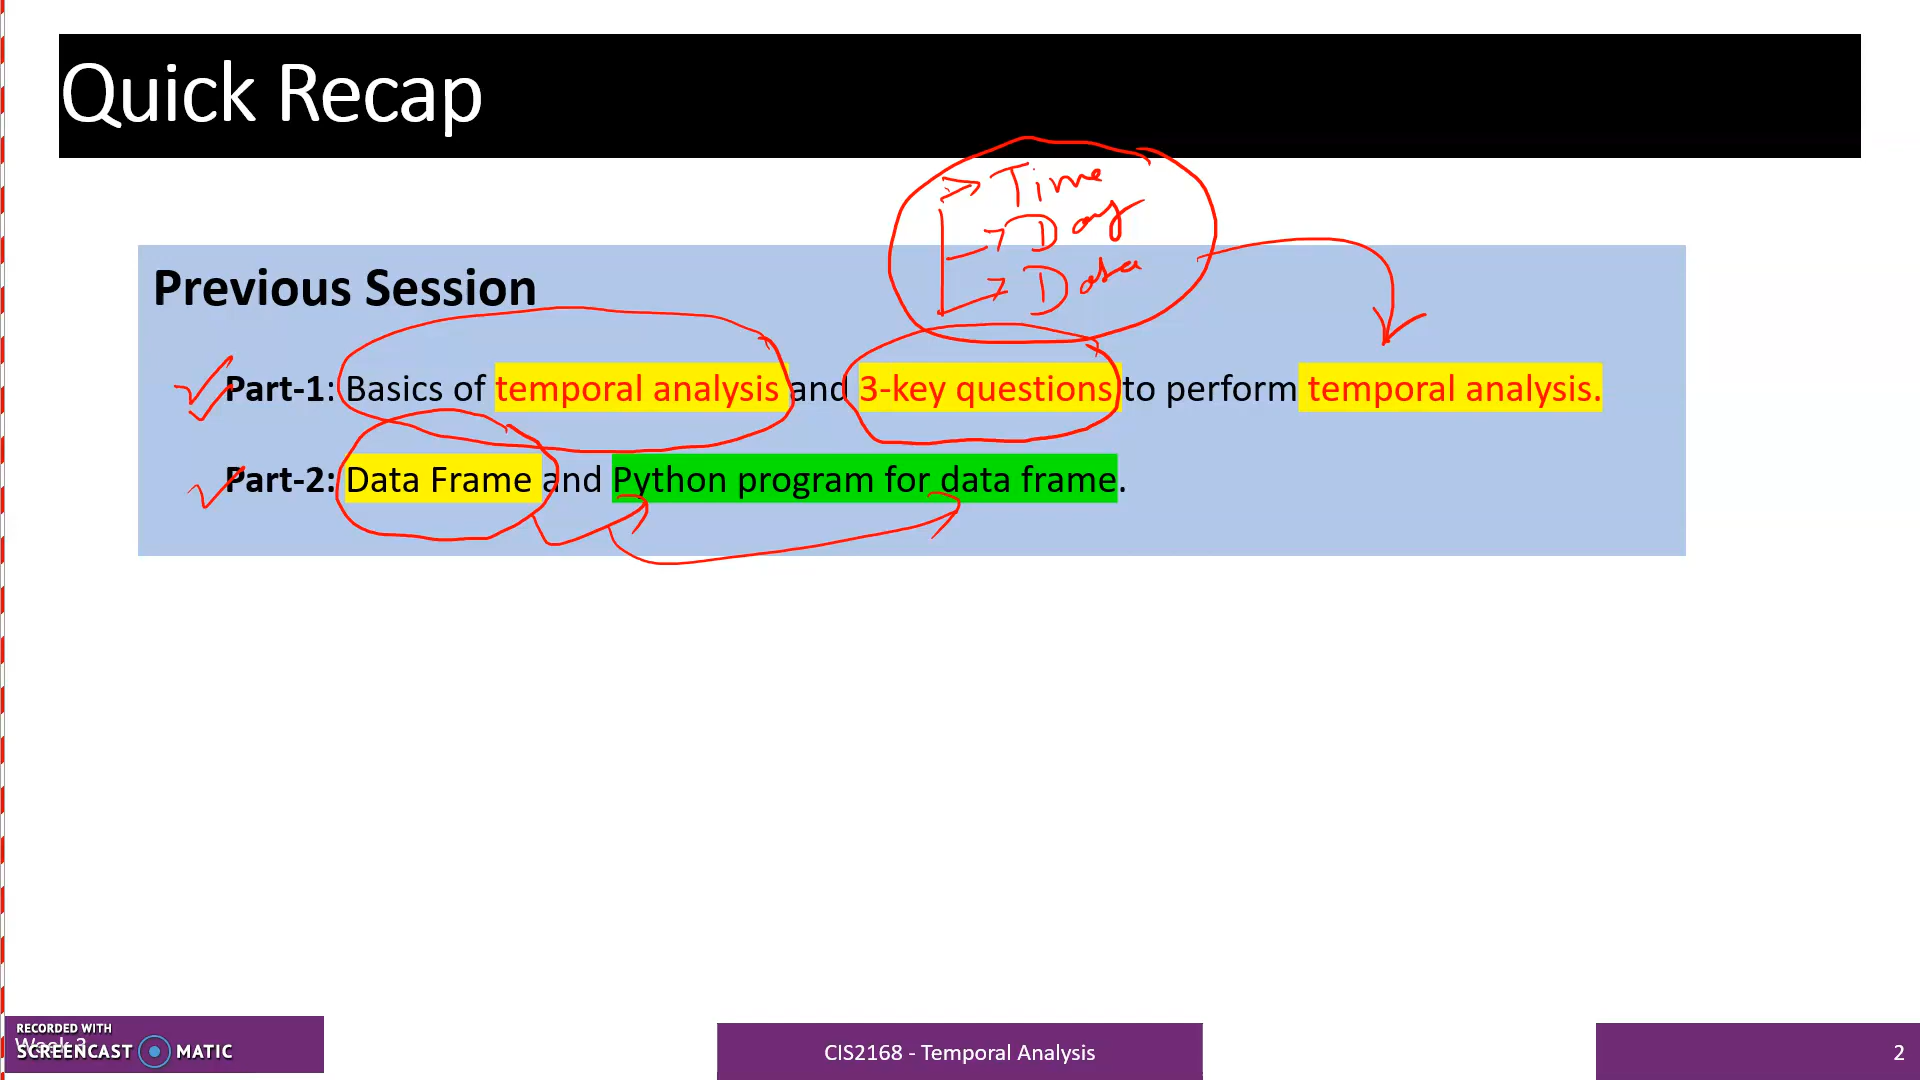 Quick Recap
Time
Day
Data
Previous Session
Part-1: Basics of temporal analysis and 3-key questions to perform temporal analysis.
Part-2: Data Frame and Python program for data frame.
RECORDED WITH
SCREENCAST MATIC
Week 3
CIS2168 - Temporal Analysis
2